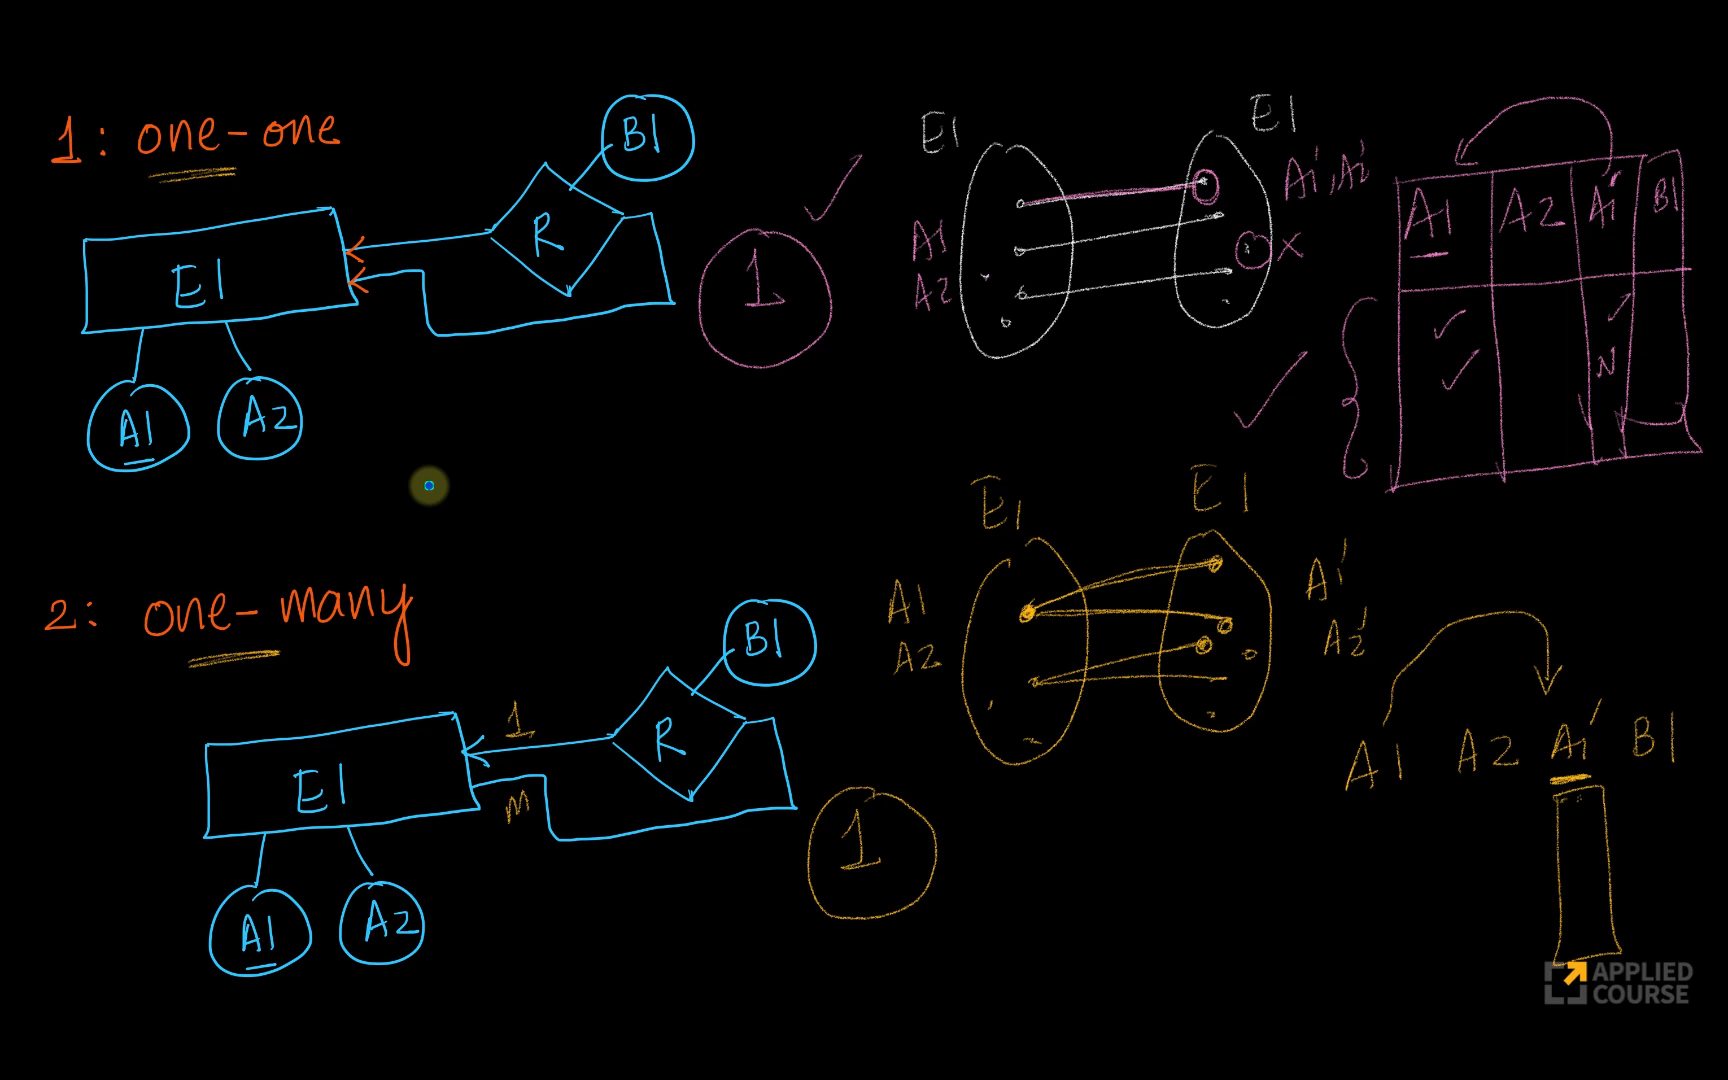 1: one-one
B1
R
E1
A1
A2
1
E1
E1
A1
A2
A1', A2'
X
A1 A2 A1' B1
N
2: one-many
B1
R
1
M
E1
A1
A2
1
E1
E1
A1
A2
A1'
A2'
A1 A2 A1' B1
APPLIED
COURSE